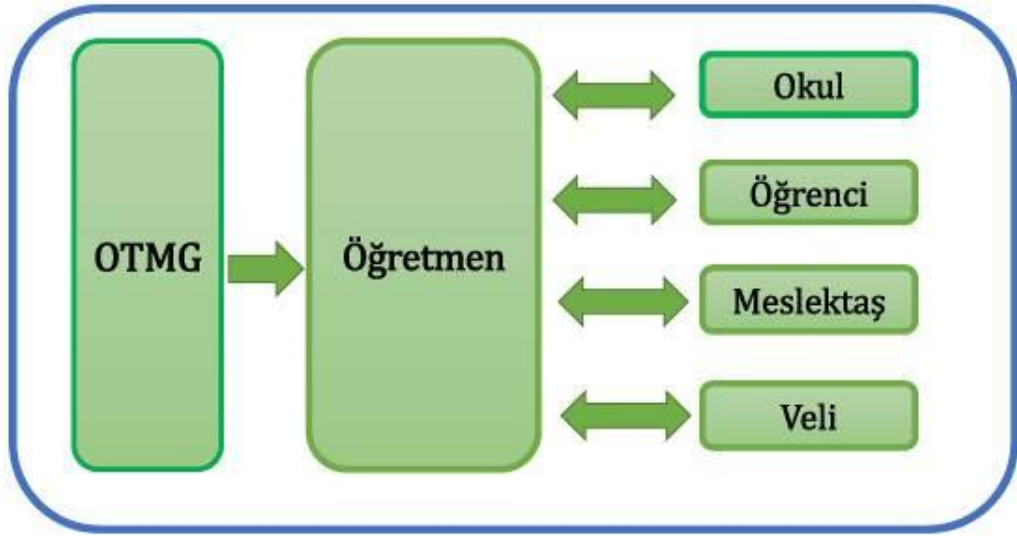 OTMG
Öğretmen
Okul
Öğrenci
Meslektaş
Veli